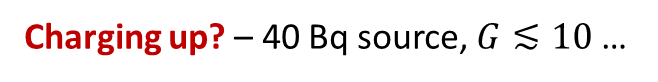 Charging up? – 40 Bq source, G ≲ 10 ...